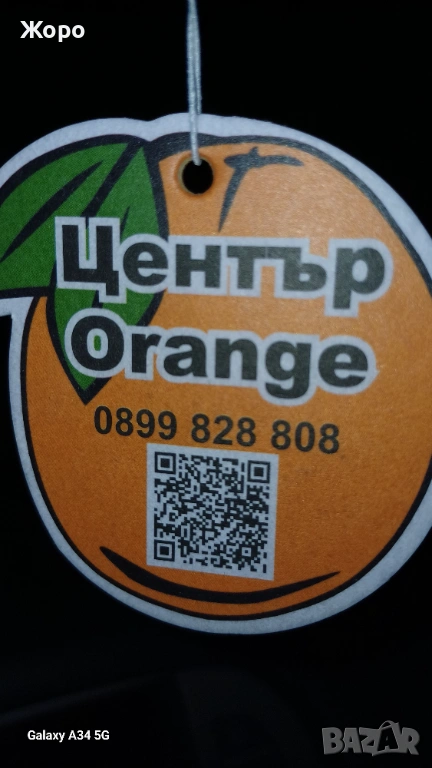 Жоро
Център
Orange
0899 828 808
Galaxy A34 5G
BAZAR